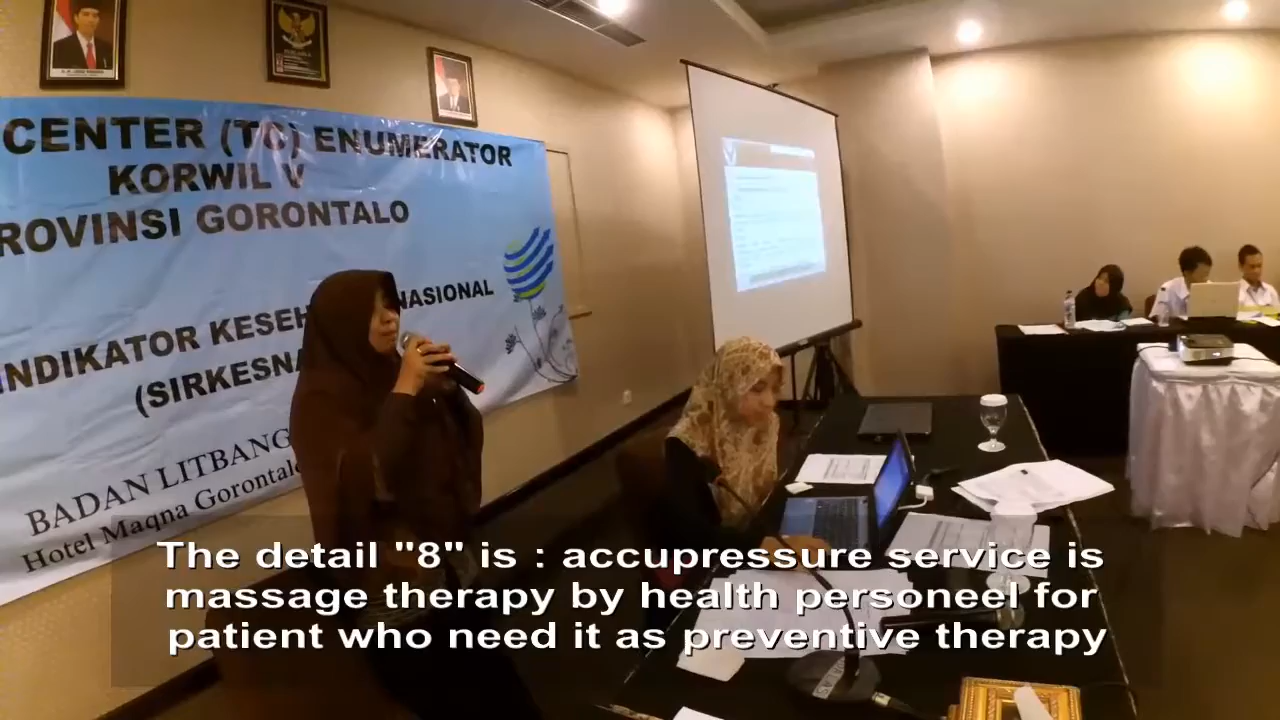 CENTER (TC) ENUMERATOR
KORWIL V
ROVINSI GORONTALO
INDIKATOR KESEH NASIONAL
(SIRKESNA
BADAN LITBANG
Hotel Maqna Gorontalo
The detail "8" is : accupressure service is
massage therapy by health personeel for
patient who need it as preventive therapy